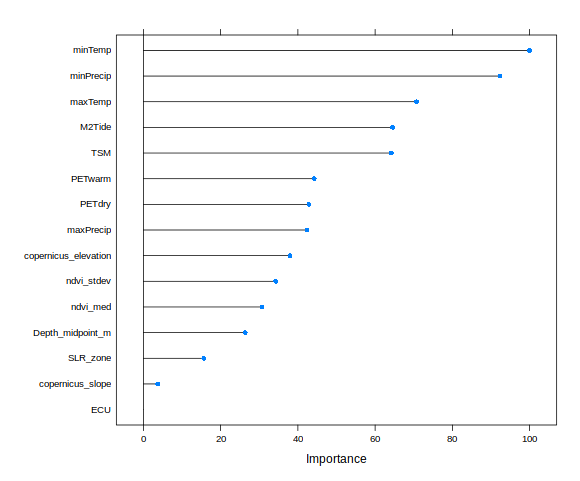 minTemp
minPrecip
maxTemp
M2Tide
TSM
PETwarm
PETdry
maxPrecip
copernicus_elevation
ndvi_stdev
ndvi_med
Depth_midpoint_m
SLR_zone
copernicus_slope
ECU
0 20 40 60 80 100
Importance